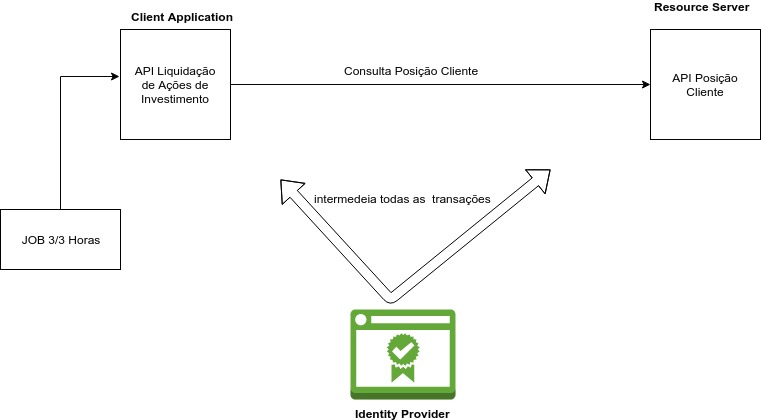 Resource Server
Client Application
API Liquidação
de Ações de
Investimento
Consulta Posição Cliente
API Posição
Cliente
intermedeia todas as  transações
JOB 3/3 Horas
Identity Provider